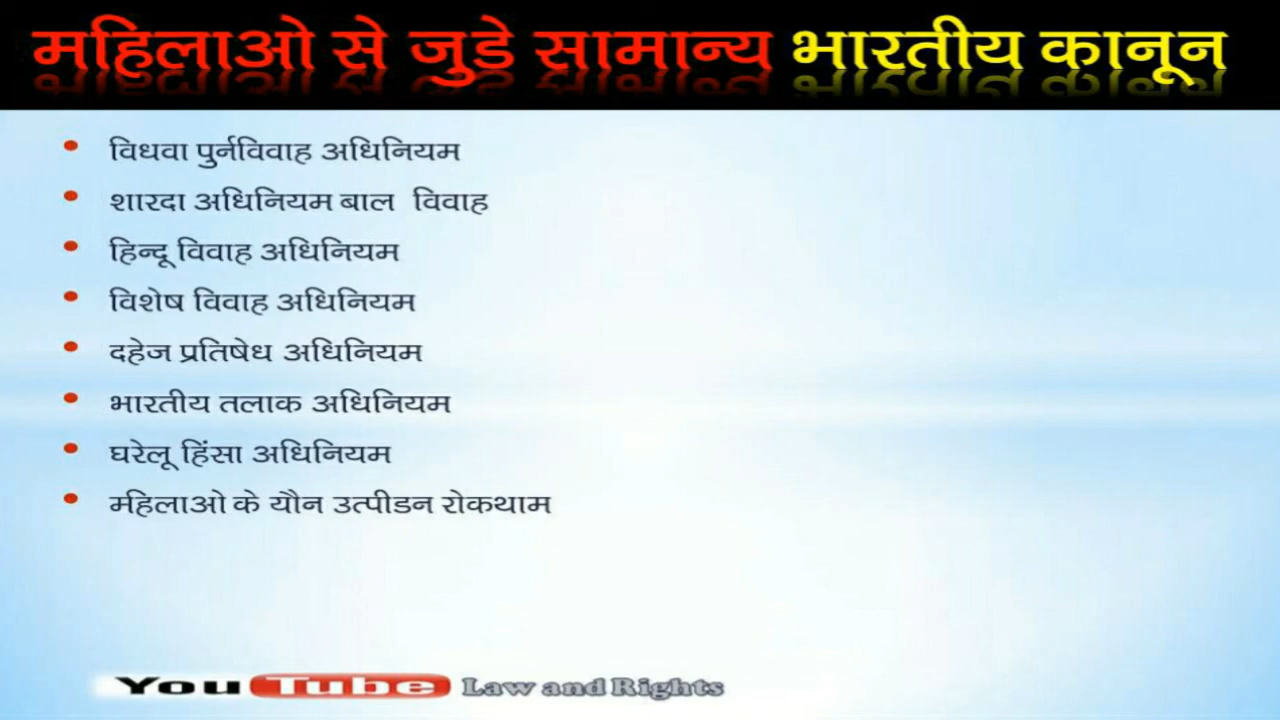 महिलाओ से जुडे सामान्य भारतीय कानून
• विधवा पुर्नविवाह अधिनियम
• शारदा अधिनियम बाल विवाह
• हिन्दू विवाह अधिनियम
• विशेष विवाह अधिनियम
• दहेज प्रतिषेध अधिनियम
• भारतीय तलाक अधिनियम
• घरेलू हिंसा अधिनियम
• महिलाओ के यौन उत्पीडन रोकथाम
YouTube Law and Rights